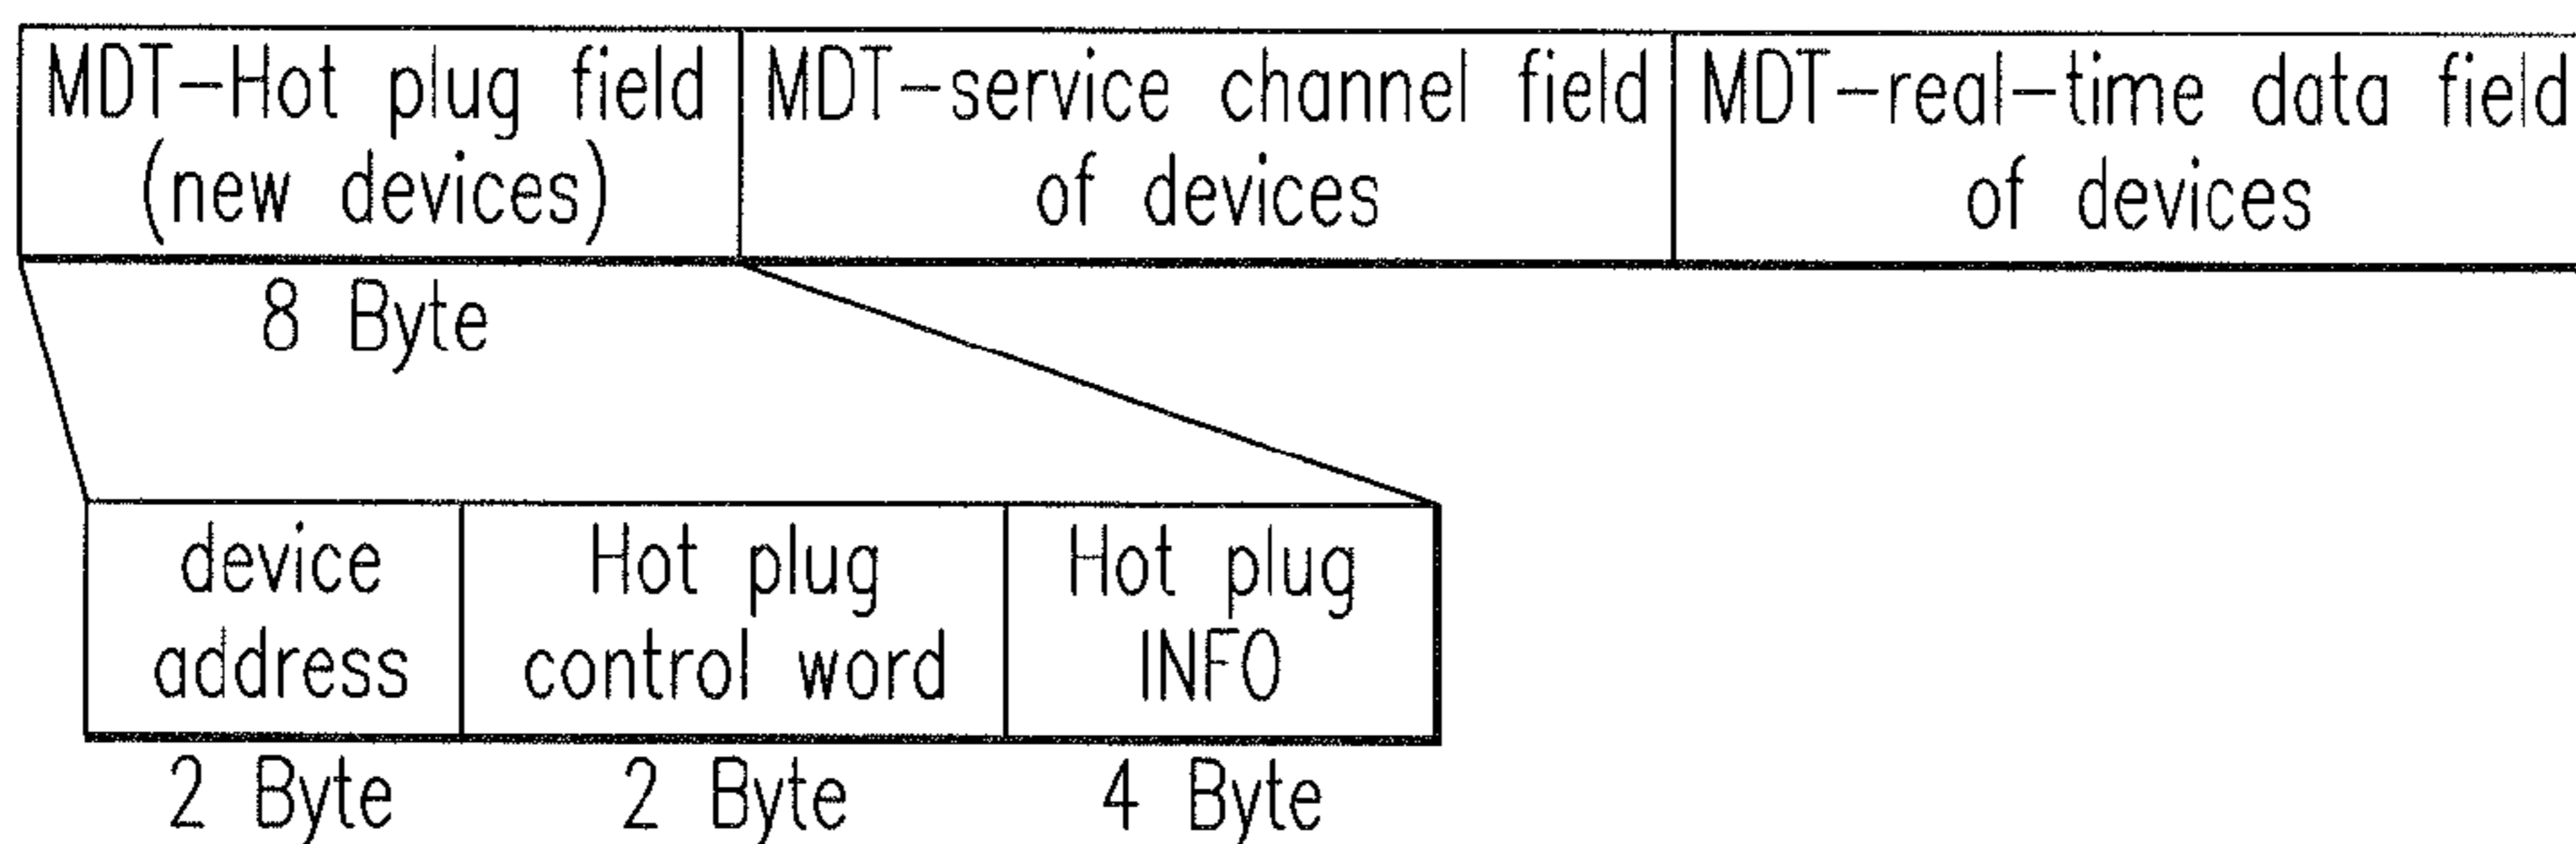 MDT-Hot plug field
(new devices)
MDT-service channel field
of devices
MDT-real-time data field
of devices
8 Byte
device
address
Hot plug
control word
Hot plug
INFO
2 Byte
2 Byte
4 Byte